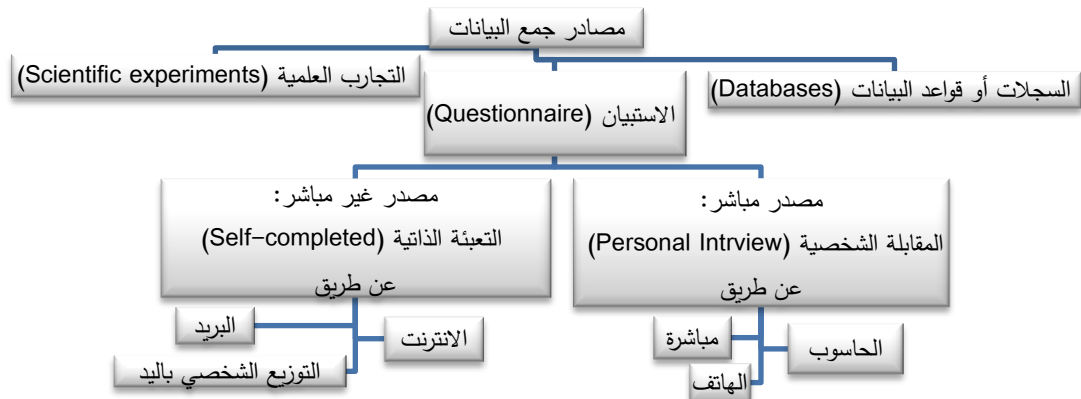 مصادر جمع البيانات
السجلات أو قواعد البيانات (Databases)
الاستبيان (Questionnaire)
التجارب العلمية (Scientific experiments)
مصدر مباشر:
المقابلة الشخصية (Personal Intrview)
عن طريق
الحاسوب
مباشرة
الهاتف
مصدر غير مباشر:
التعبئة الذاتية (Self-completed)
عن طريق
الانترنت
البريد
التوزيع الشخصي باليد